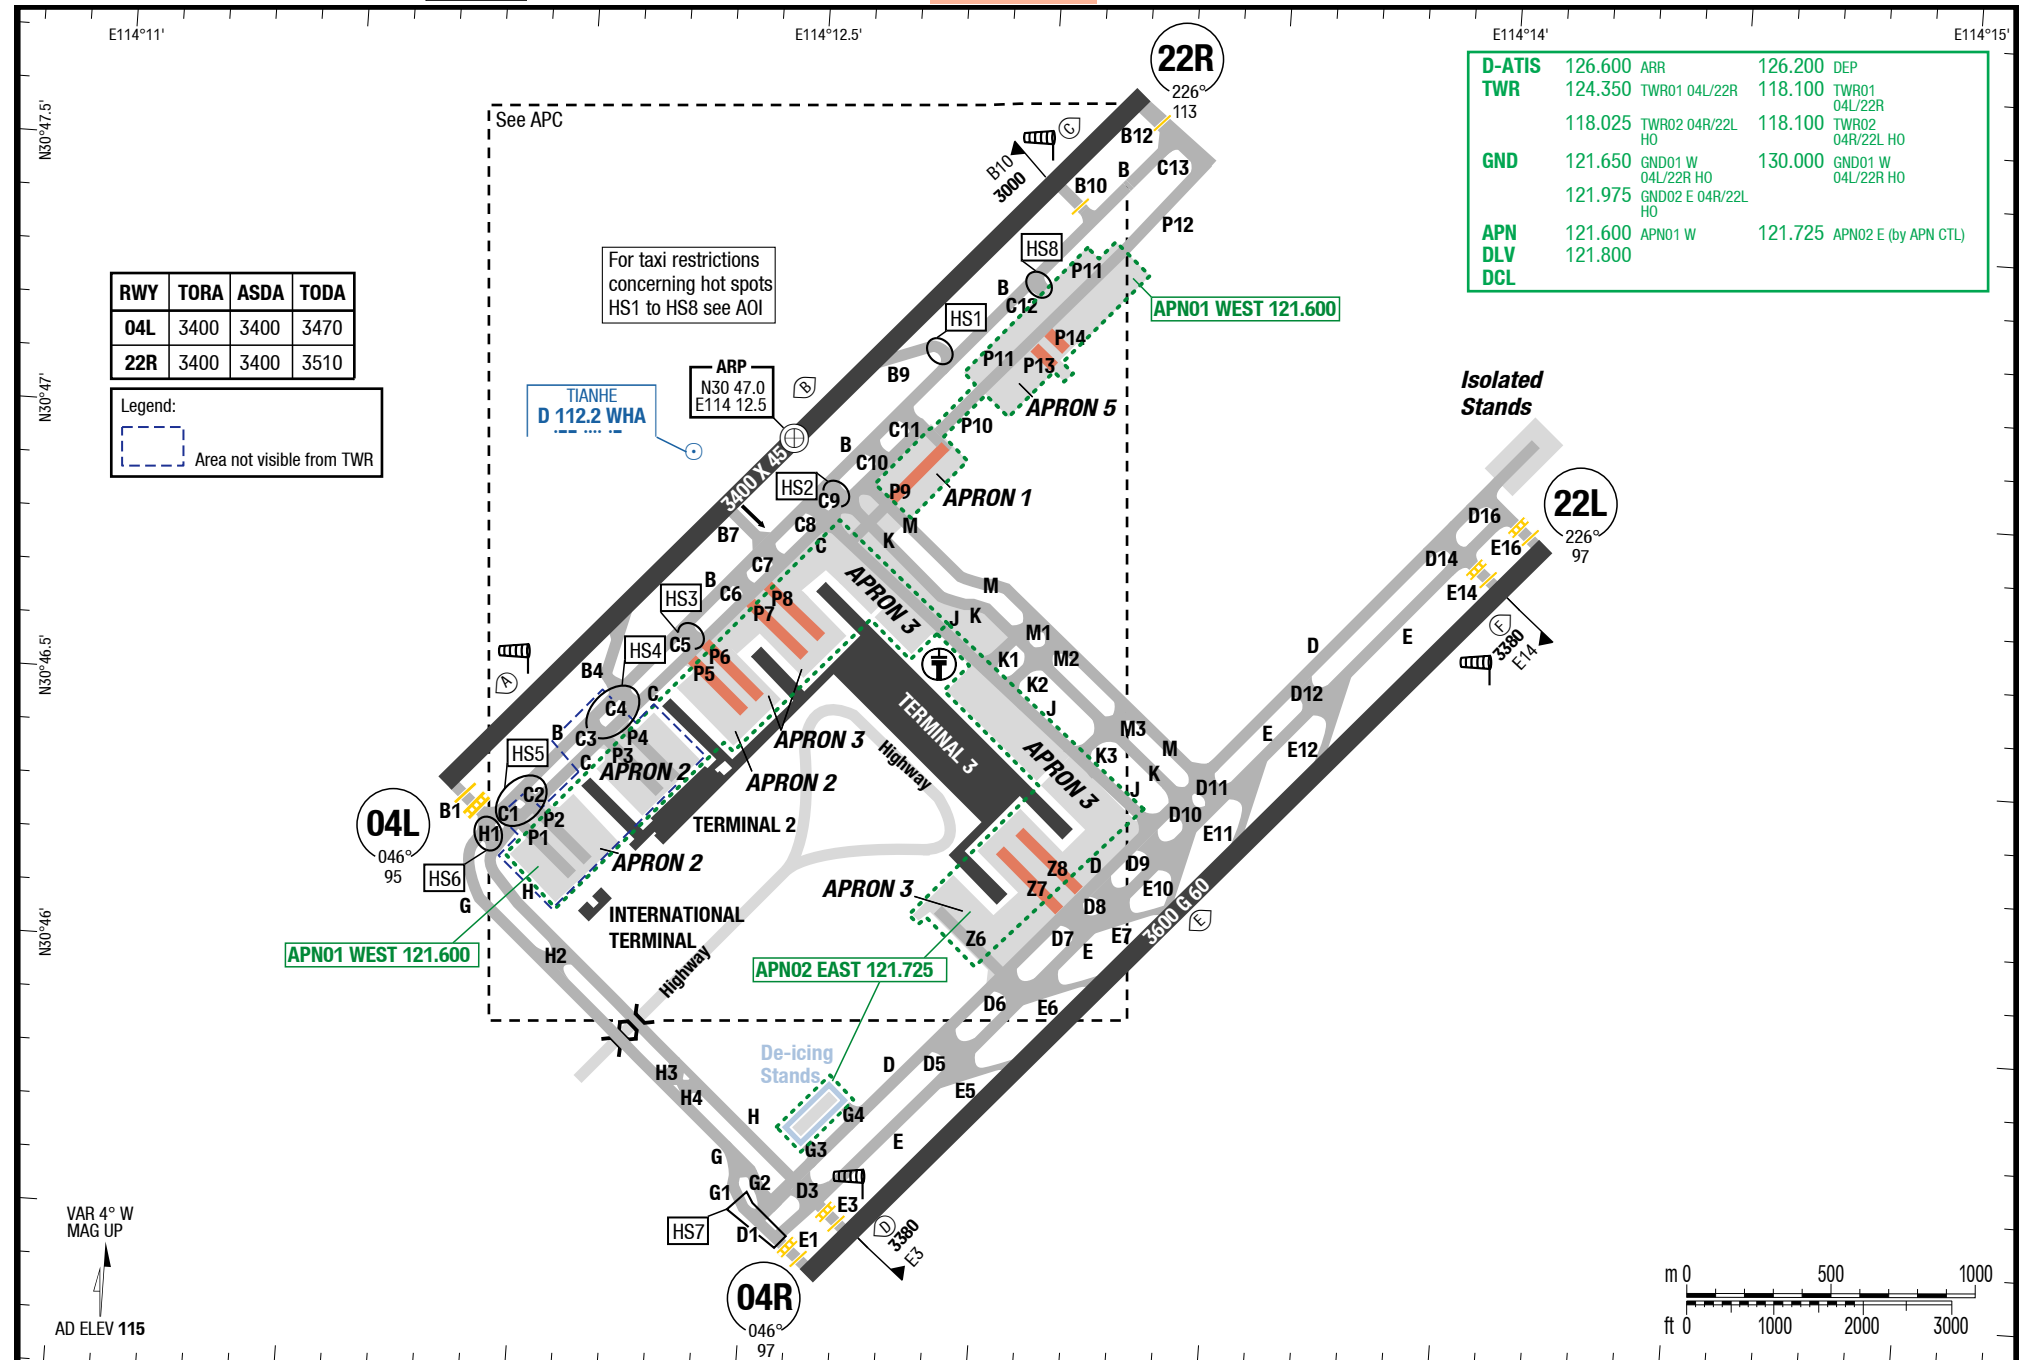 E114°11'
E114°12.5'
E114°14'
E114°15'
N30°47.5'
N30°47'
N30°46.5'
N30°46'
See APC
22R
226°
113
D-ATIS 126.600 ARR 126.200 DEP
TWR 124.350 TWR01 04L/22R 118.100 TWR01 04L/22R
118.025 TWR02 04R/22L HO 118.100 TWR02 04R/22L HO
GND 121.650 GND01 W 04L/22R HO 130.000 GND01 W 04L/22R HO
121.975 GND02 E 04R/22L HO
APN 121.600 APN01 W 121.725 APN02 E (by APN CTL)
DLV 121.800
DCL
RWY TORA ASDA TODA
04L 3400 3400 3470
22R 3400 3400 3510
Legend:
Area not visible from TWR
For taxi restrictions
concerning hot spots
HS1 to HS8 see AOI
ARP
N30 47.0
E114 12.5
TIANHE
D 112.2 WHA
B10
3000
C
B12
B
C13
B10
P12
HS8
P11
B
C12
HS1
P14
P11
P13
B9
APN01 WEST 121.600
APRON 5
P10
B
C11
C10
B
3400 X 45
HS2
C9
P9
APRON 1
M
C8
C
K
B7
C7
B
C6
P8
P7
APRON 3
M
J
K
M1
M2
K1
K2
J
HS3
C5
P6
P5
HS4
B4
A
C
C4
B
C3
P4
P3
C
APRON 2
HS5
C2
C1
P2
P1
B1
H1
04L
046°
95
HS6
H
G
APRON 3
APRON 2
APRON 2
TERMINAL 2
TERMINAL 3
Highway
APRON 3
M3
M
K3
K
J
D11
D10
E11
Isolated
Stands
22L
226°
97
D16
E16
D14
E14
F
3380
E14
D
E
D12
E
E12
APRON 3
Z8
Z7
Z6
D
D9
E10
D8
D7
E7
E
3600 G 60
E
D6
E6
INTERNATIONAL
TERMINAL
Highway
APN01 WEST 121.600
APN02 EAST 121.725
H2
H3
H4
H
De-icing
Stands
D
D5
E5
G4
G3
E
G
G1
G2
D3
E3
HS7
D1
E1
D
3380
E3
04R
046°
97
VAR 4° W
MAG UP
AD ELEV 115
m 0 500 1000
ft 0 1000 2000 3000